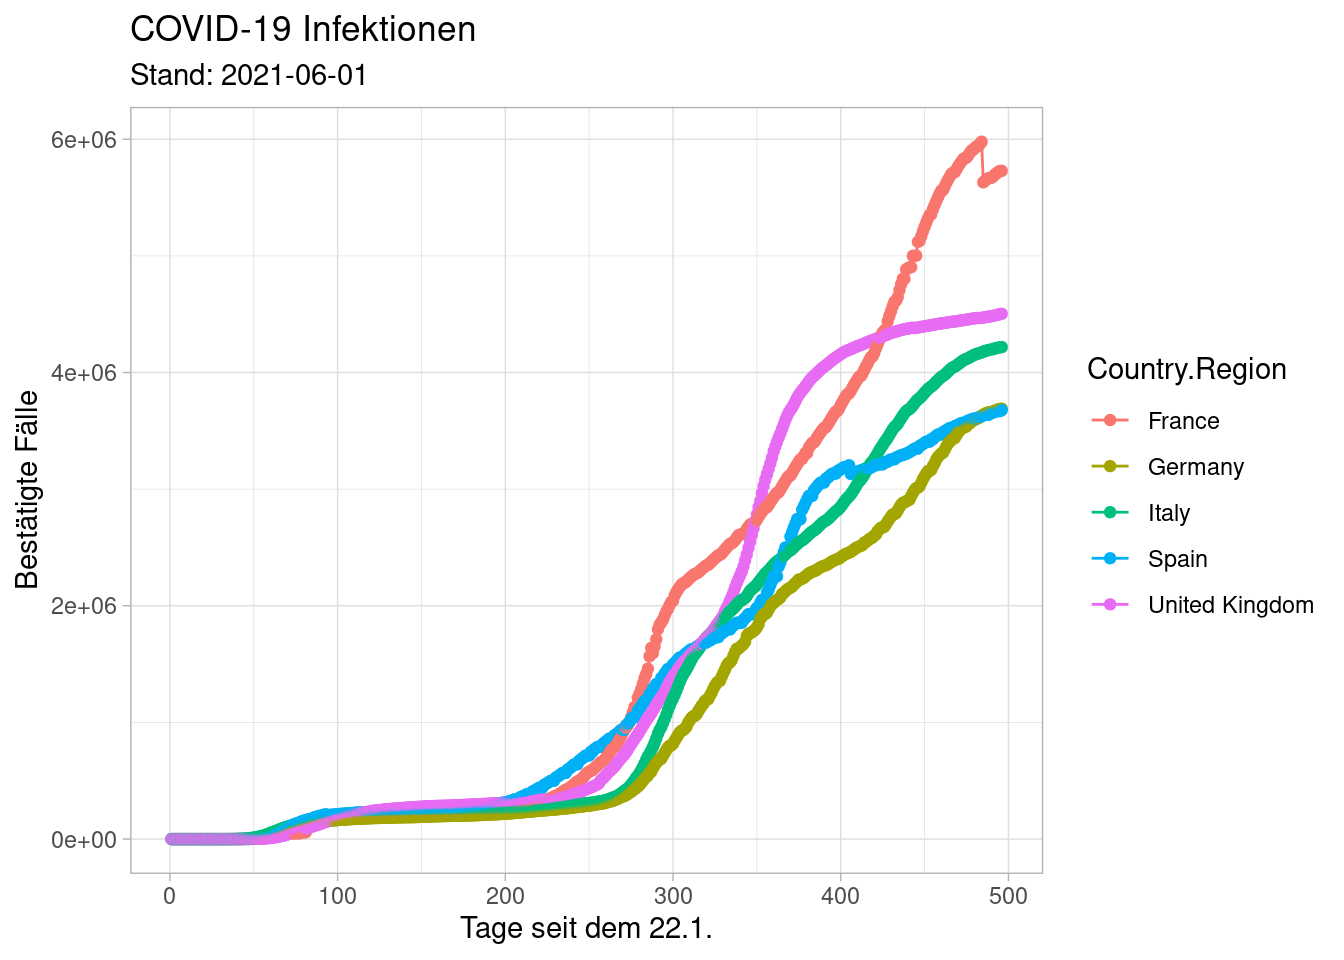 COVID-19 Infektionen
Stand: 2021-06-01
6e+06
4e+06
2e+06
0e+00
Bestätigte Fälle
0 100 200 300 400 500
Tage seit dem 22.1.
Country.Region
France
Germany
Italy
Spain
United Kingdom